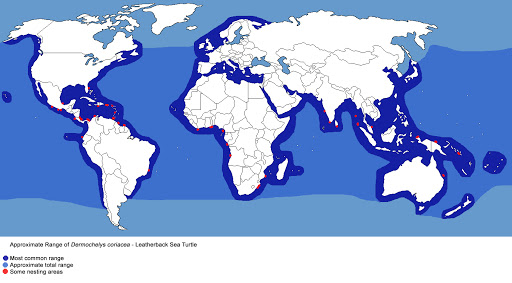 Approximate Range of Dermochelys coriacea - Leatherback Sea Turtle
Most common range
Approximate total range
Some nesting areas